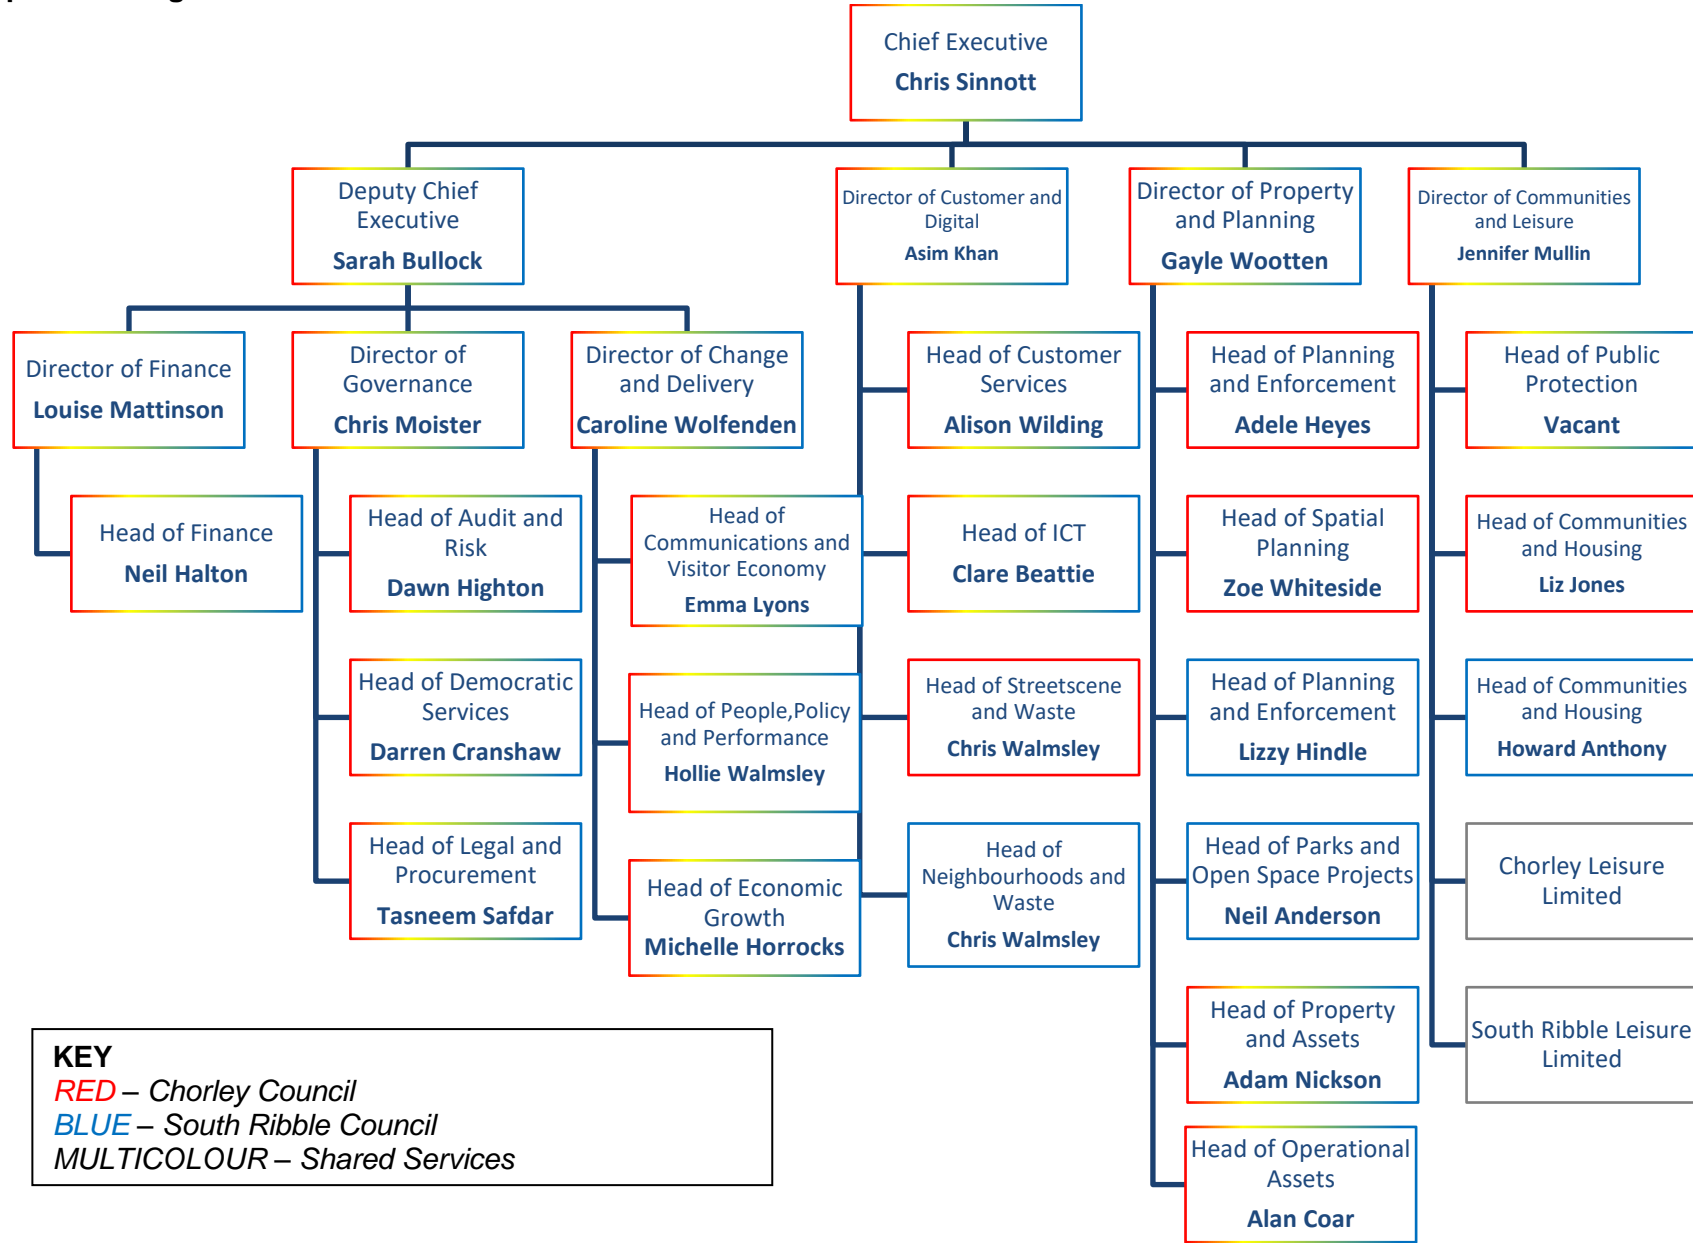 Chief Executive
Chris Sinnott
Deputy Chief
Executive
Sarah Bullock
Director of Customer and
Digital
Asim Khan
Director of Property
and Planning
Gayle Wootten
Director of Communities
and Leisure
Jennifer Mullin
Director of Finance
Louise Mattinson
Director of
Governance
Chris Moister
Director of Change
and Delivery
Caroline Wolfenden
Head of Customer
Services
Alison Wilding
Head of Planning
and Enforcement
Adele Heyes
Head of Public
Protection
Vacant
Head of Finance
Neil Halton
Head of Audit and
Risk
Dawn Highton
Head of
Communications and
Visitor Economy
Emma Lyons
Head of ICT
Clare Beattie
Head of Spatial
Planning
Zoe Whiteside
Head of Communities
and Housing
Liz Jones
Head of Democratic
Services
Darren Cranshaw
Head of People,Policy
and Performance
Hollie Walmsley
Head of Streetscene
and Waste
Chris Walmsley
Head of Planning
and Enforcement
Lizzy Hindle
Head of Communities
and Housing
Howard Anthony
Head of Legal and
Procurement
Tasneem Safdar
Head of Economic
Growth
Michelle Horrocks
Head of
Neighbourhoods and
Waste
Chris Walmsley
Head of Parks and
Open Space Projects
Neil Anderson
Chorley Leisure
Limited
Head of Property
and Assets
Adam Nickson
South Ribble Leisure
Limited
Head of Operational
Assets
Alan Coar
KEY
RED – Chorley Council
BLUE – South Ribble Council
MULTICOLOUR – Shared Services